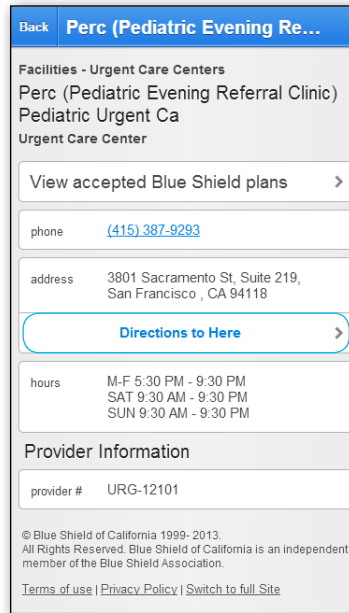 Back Perc (Pediatric Evening Re...
Facilities - Urgent Care Centers
Perc (Pediatric Evening Referral Clinic)
Pediatric Urgent Ca
Urgent Care Center
View accepted Blue Shield plans
phone (415) 387-9293
address 3801 Sacramento St, Suite 219,
San Francisco , CA 94118
Directions to Here
hours M-F 5:30 PM - 9:30 PM
SAT 9:30 AM - 9:30 PM
SUN 9:30 AM - 9:30 PM
Provider Information
provider # URG-12101
© Blue Shield of California 1999- 2013.
All Rights Reserved. Blue Shield of California is an independent
member of the Blue Shield Association.
Terms of use | Privacy Policy | Switch to full Site